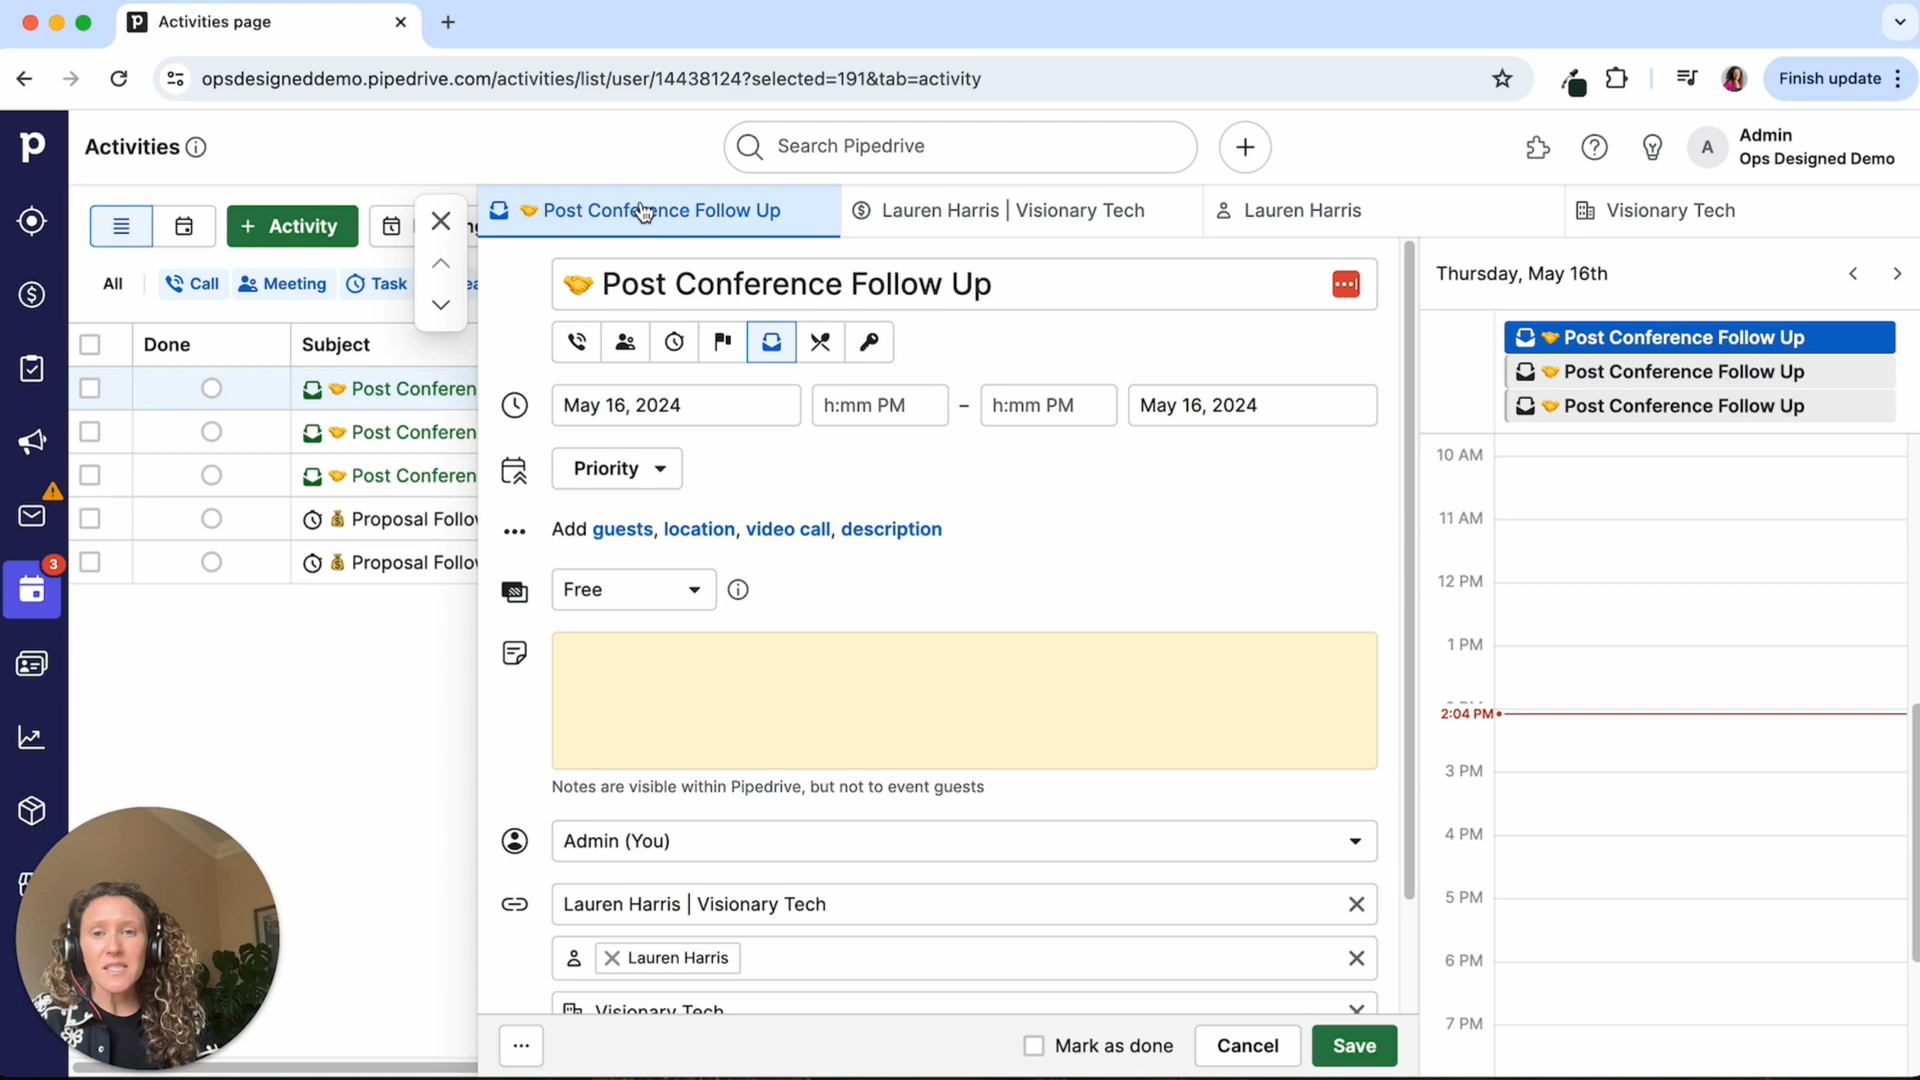 Activities page
opsdesigneddemo.pipedrive.com/activities/list/user/14438124?selected=191&tab=activity
Finish update
Activities
Search Pipedrive
A
Admin
Ops Designed Demo
Activity
Post Conference Follow Up
Lauren Harris | Visionary Tech
Lauren Harris
Visionary Tech
All
Call
Meeting
Task
Done
Subject
Post Conferen
Post Conferen
Post Conferen
Proposal Follow
Proposal Follow
3
Post Conference Follow Up
May 16, 2024
h:mm PM
–
h:mm PM
May 16, 2024
Priority
Add guests, location, video call, description
Free
Notes are visible within Pipedrive, but not to event guests
Admin (You)
Lauren Harris | Visionary Tech
Lauren Harris
Visionary Tech
Mark as done
Cancel
Save
Thursday, May 16th
Post Conference Follow Up
Post Conference Follow Up
Post Conference Follow Up
10 AM
11 AM
12 PM
1 PM
2:04 PM
3 PM
4 PM
5 PM
6 PM
7 PM